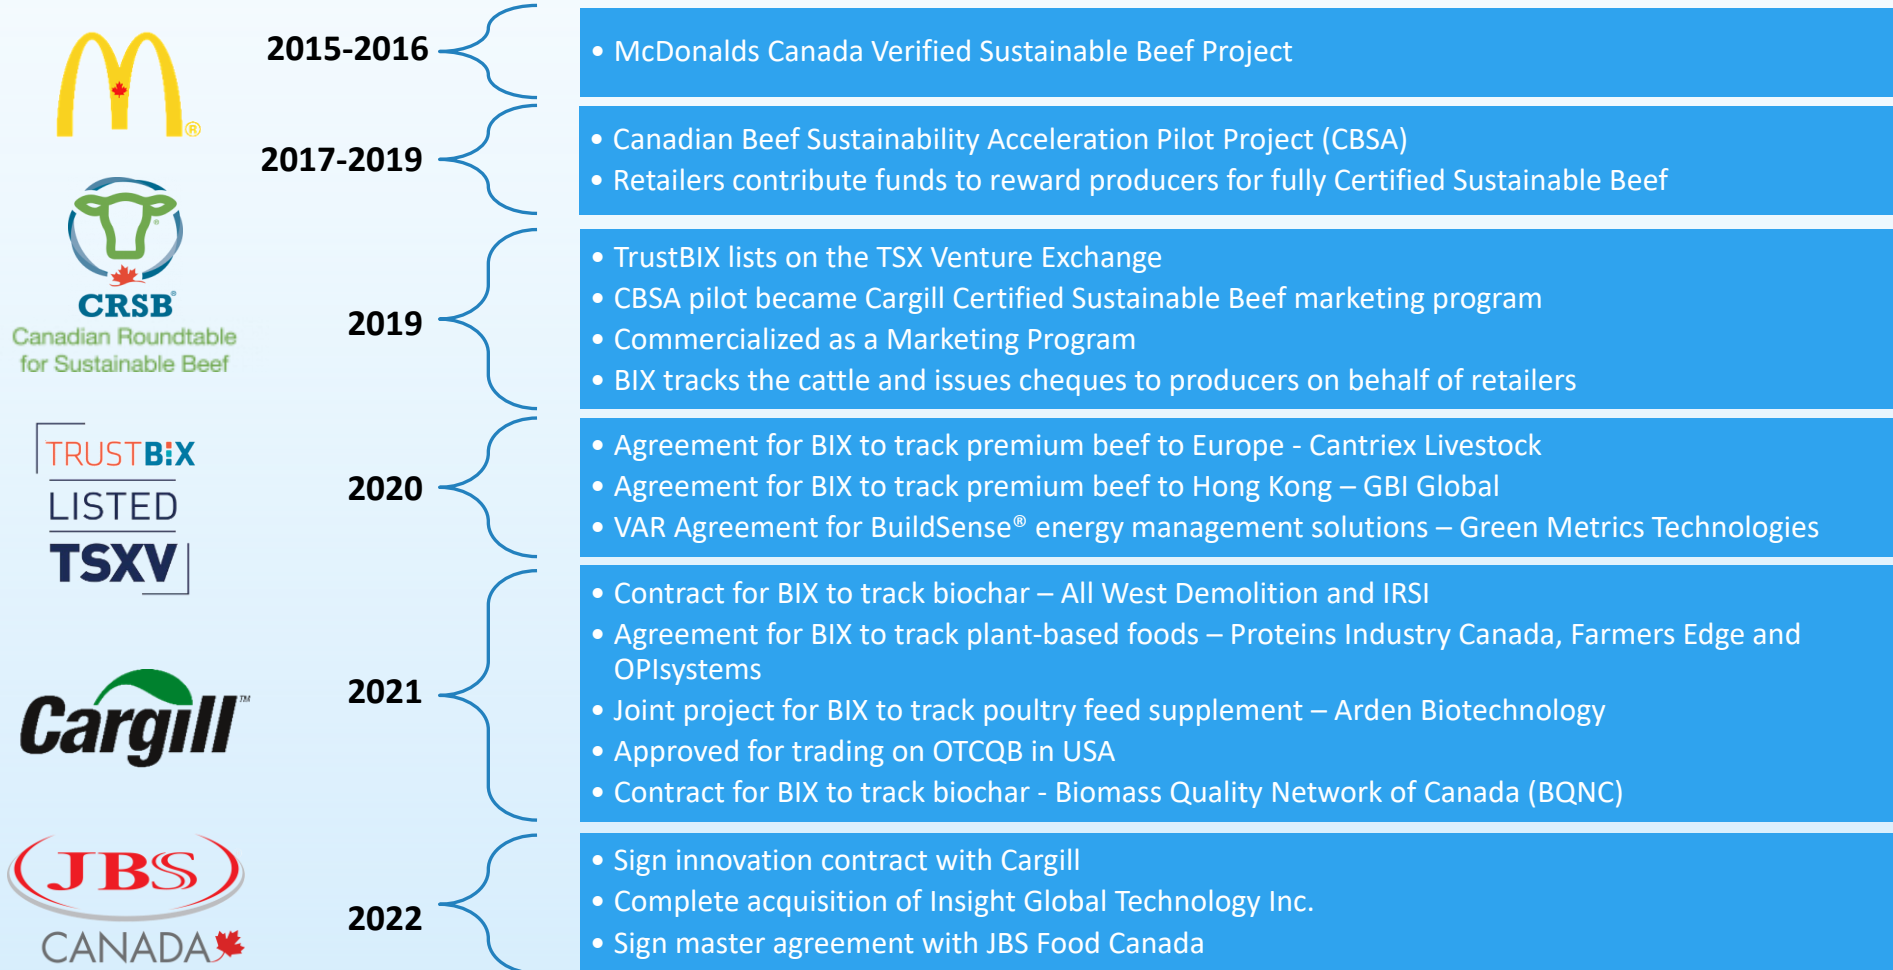 2015-2016
• McDonalds Canada Verified Sustainable Beef Project
®
2017-2019
• Canadian Beef Sustainability Acceleration Pilot Project (CBSA)
• Retailers contribute funds to reward producers for fully Certified Sustainable Beef
CRSB®
Canadian Roundtable
for Sustainable Beef
2019
• TrustBIX lists on the TSX Venture Exchange
• CBSA pilot became Cargill Certified Sustainable Beef marketing program
• Commercialized as a Marketing Program
• BIX tracks the cattle and issues cheques to producers on behalf of retailers
TRUSTBIX
LISTED
TSXV
2020
• Agreement for BIX to track premium beef to Europe - Cantriex Livestock
• Agreement for BIX to track premium beef to Hong Kong – GBI Global
• VAR Agreement for BuildSense® energy management solutions – Green Metrics Technologies
Cargill™
2021
• Contract for BIX to track biochar – All West Demolition and IRSI
• Agreement for BIX to track plant-based foods – Proteins Industry Canada, Farmers Edge and
OPIsystems
• Joint project for BIX to track poultry feed supplement – Arden Biotechnology
• Approved for trading on OTCQB in USA
• Contract for BIX to track biochar - Biomass Quality Network of Canada (BQNC)
JBS
CANADA
2022
• Sign innovation contract with Cargill
• Complete acquisition of Insight Global Technology Inc.
• Sign master agreement with JBS Food Canada